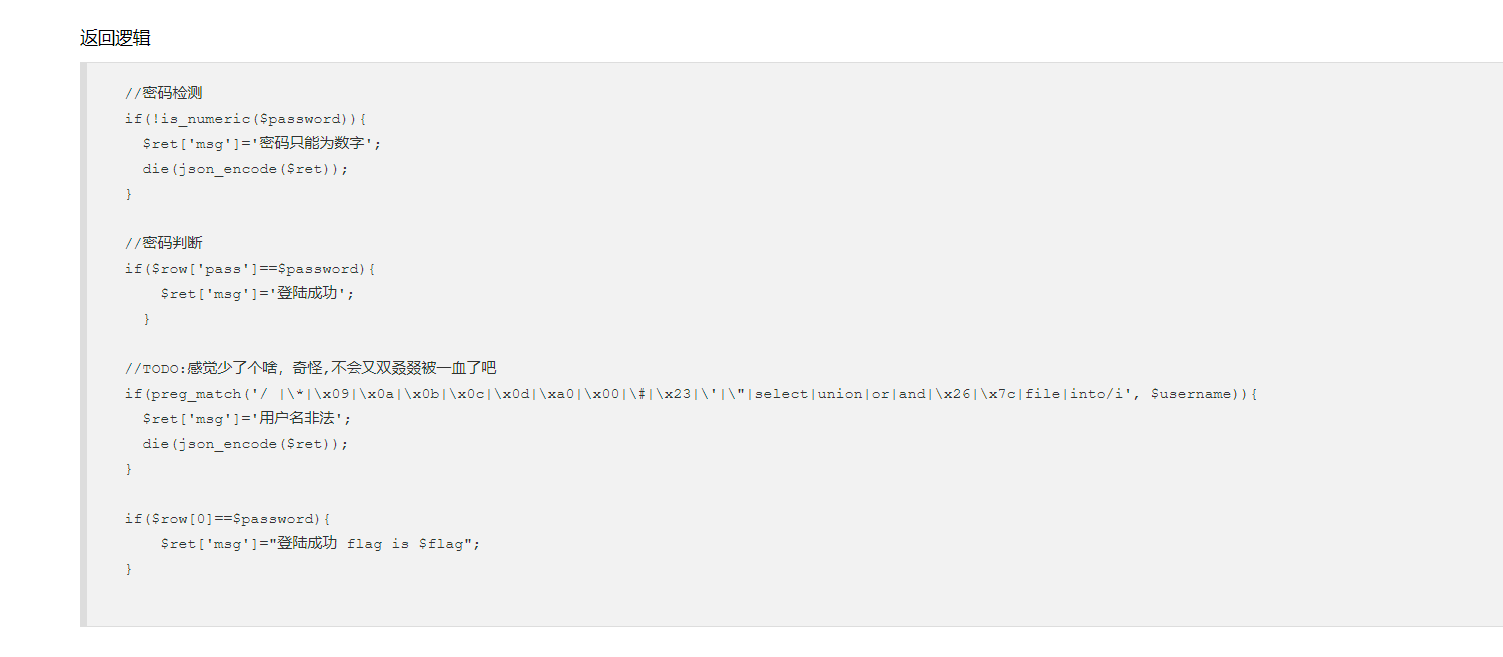 返回逻辑
//密码检测
if(!is_numeric($password)){
$ret['msg']='密码只能为数字';
die(json_encode($ret));
}
//密码判断
if($row['pass']==$password){
$ret['msg']='登陆成功';
}
//TODO:感觉少了个啥，奇怪,不会又双叒叕被一血了吧
if(preg_match('/ |\*|\x09|\x0a|\x0b|\x0c|\x0d|\xa0|\x00|\#|\x23|\'|\"|select|union|or|and|\x26|\x7c|file|into/i', $username)){
$ret['msg']='用户名非法';
die(json_encode($ret));
}
if($row[0]==$password){
$ret['msg']="登陆成功 flag is $flag";
}